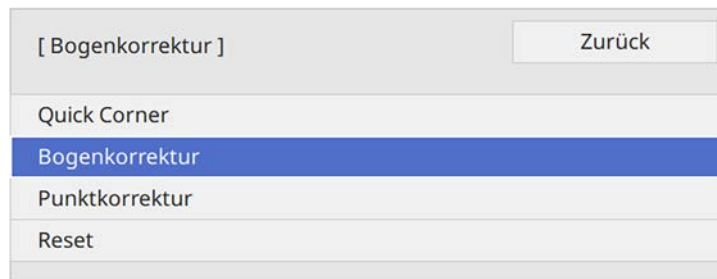 [ Bogenkorrektur ]
Zurück
Quick Corner
Bogenkorrektur
Punktkorrektur
Reset